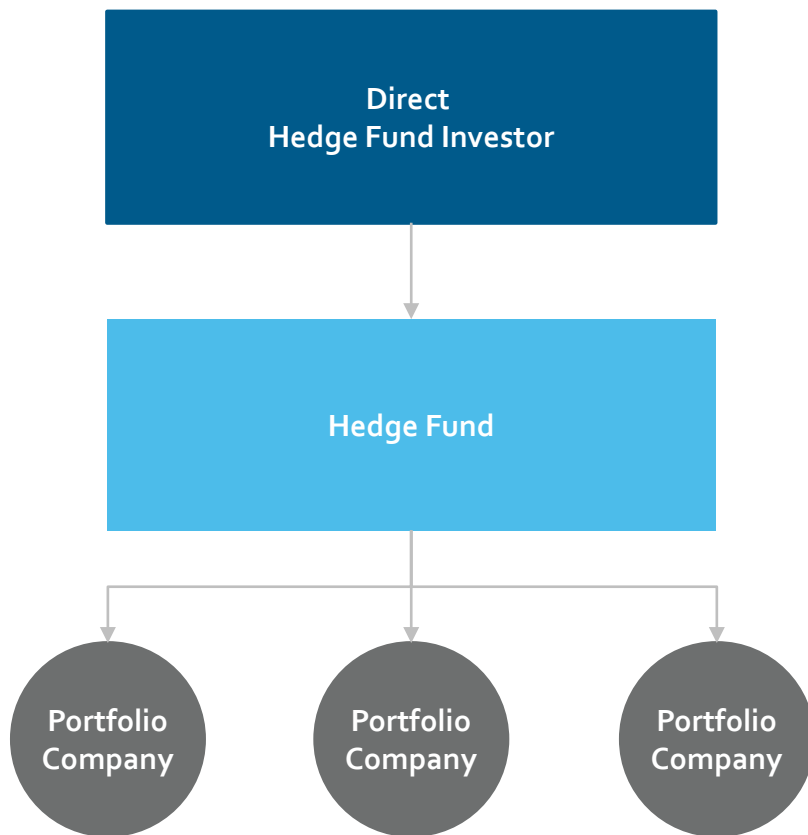 Direct
Hedge Fund Investor
Hedge Fund
Portfolio
Company
Portfolio
Company
Portfolio
Company